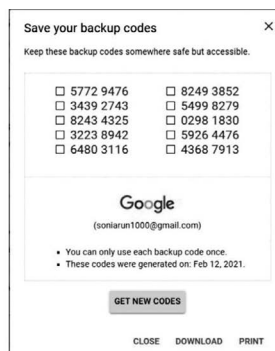 Save your backup codes
Keep these backup codes somewhere safe but accessible.
5772 9476 8249 3852
3439 2743 5499 8279
8243 4325 0298 1830
3223 8942 5926 4476
6480 3116 4368 7913
Google
(soniarun1000@gmail.com)
You can only use each backup code once.
These codes were generated on: Feb 12, 2021.
GET NEW CODES
CLOSE DOWNLOAD PRINT